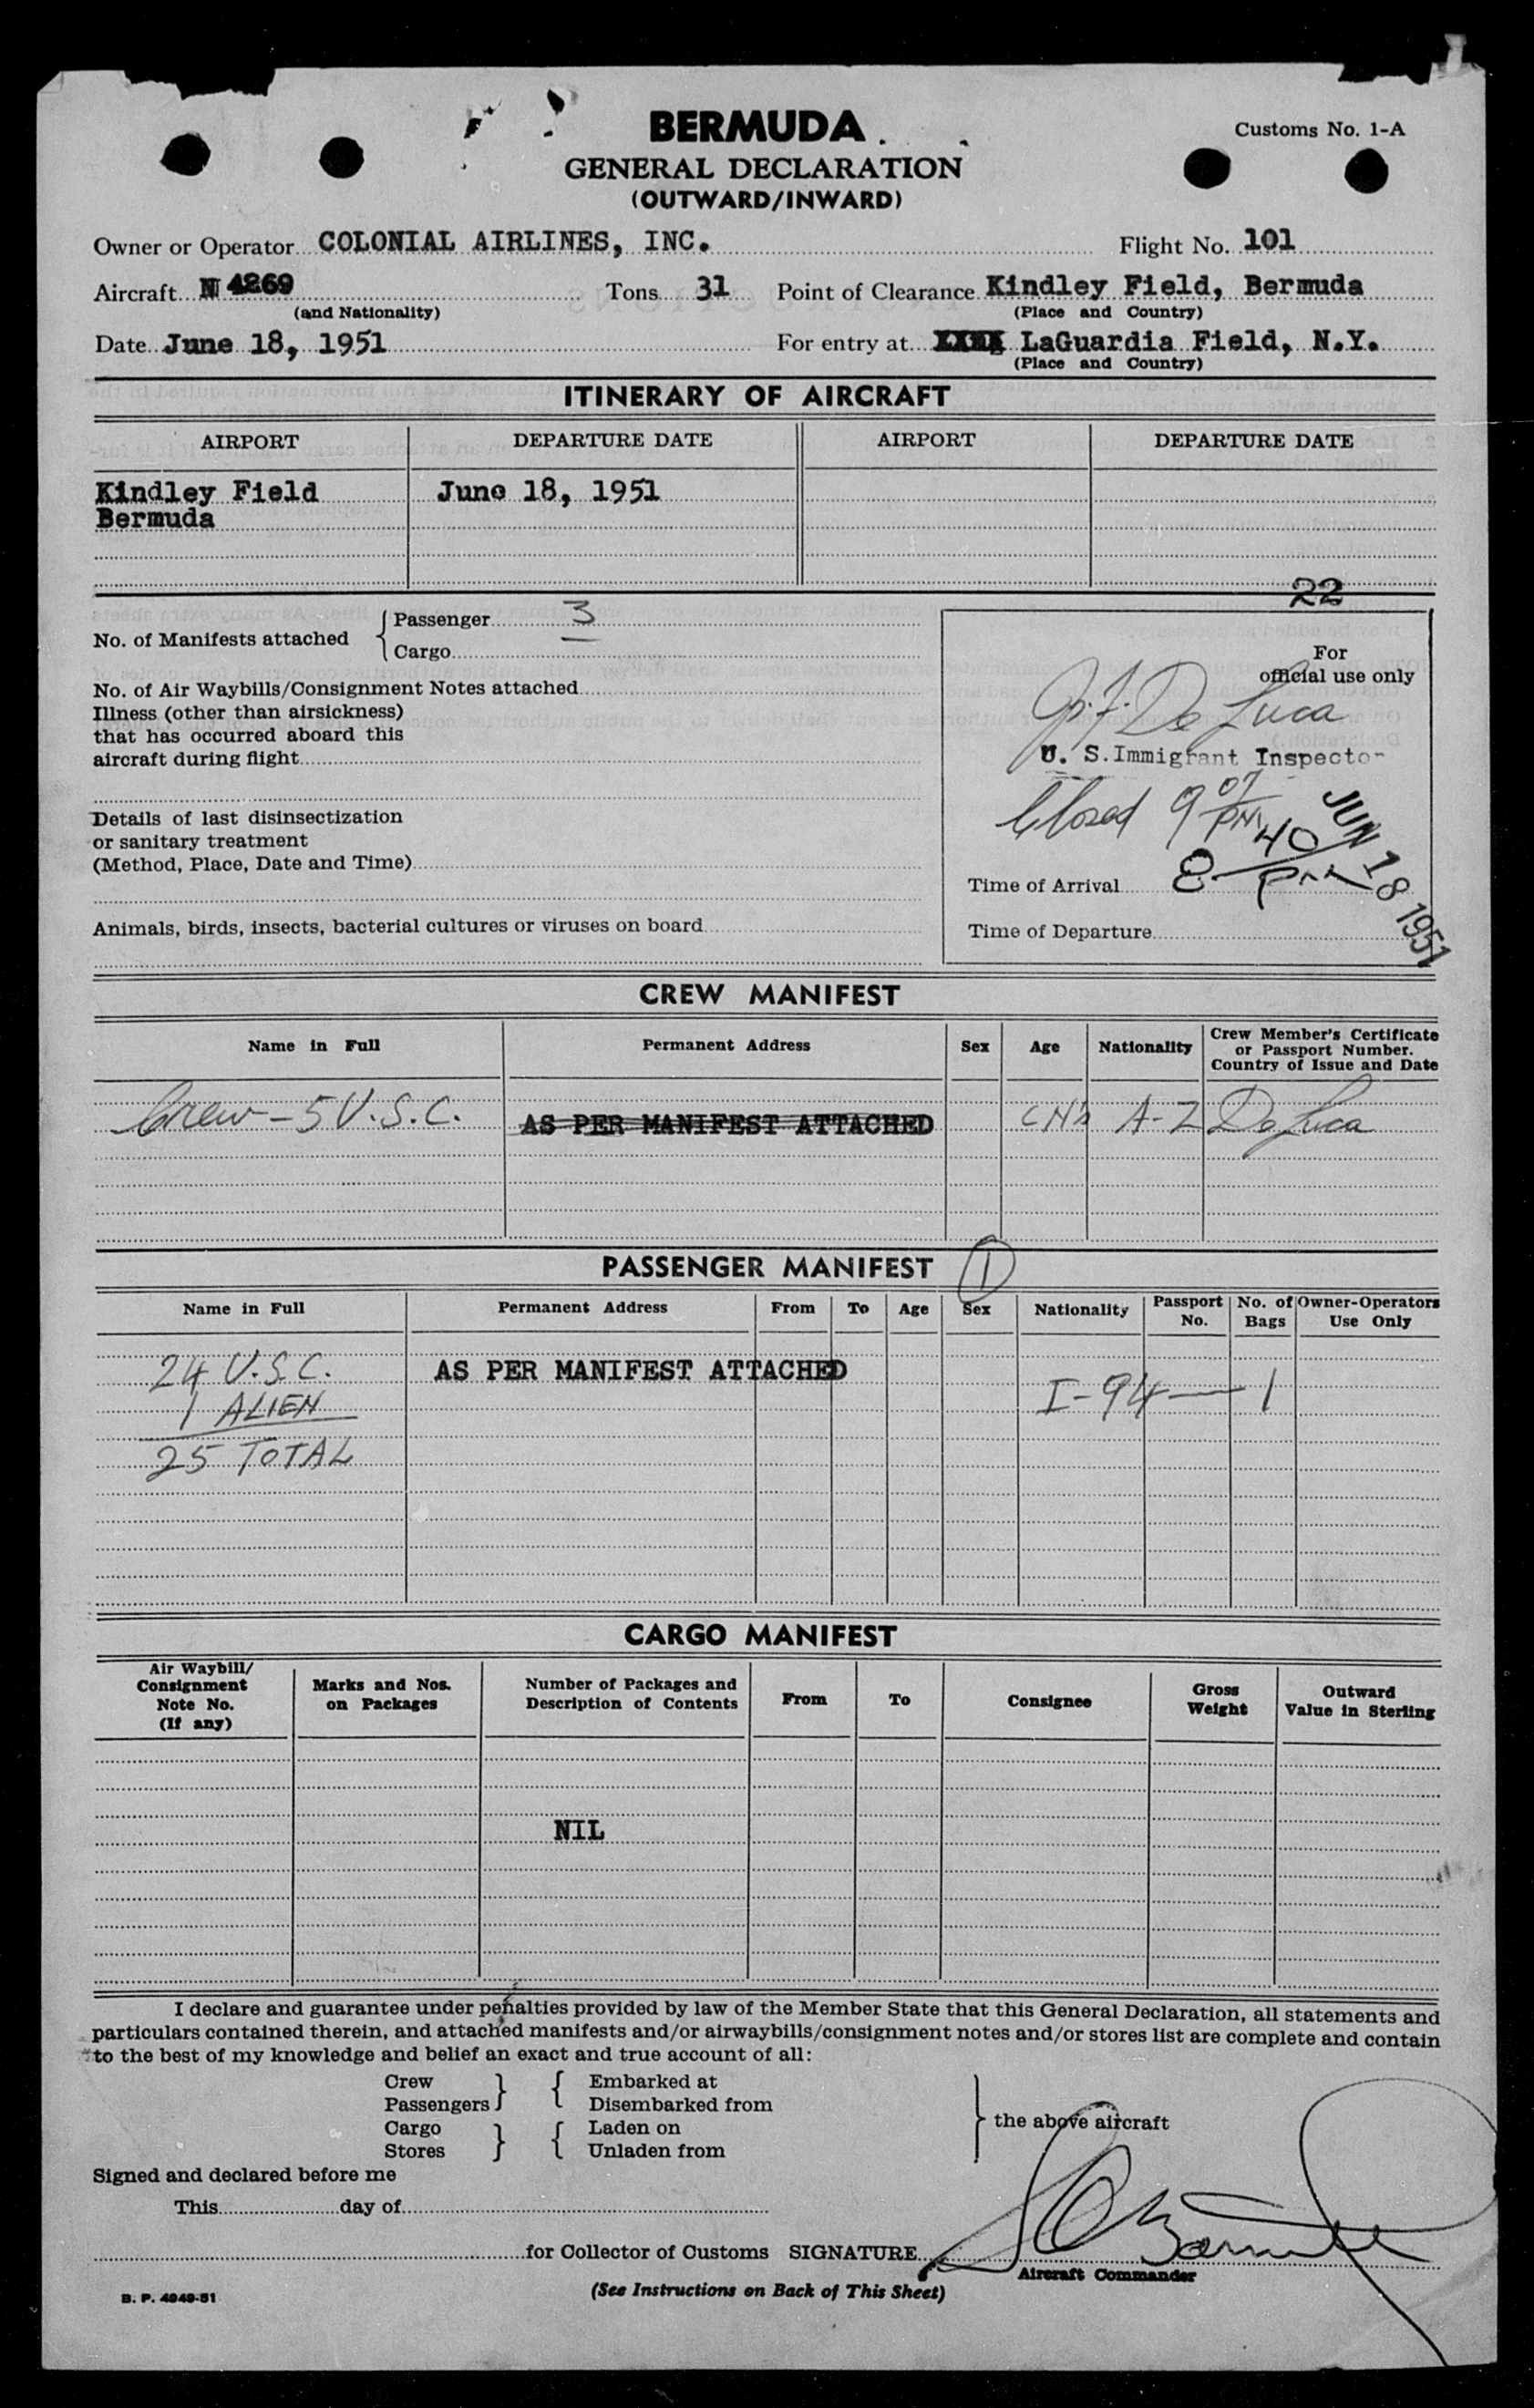 BERMUDA
Customs No. 1-A
GENERAL DECLARATION
(OUTWARD/INWARD)
Owner or Operator COLONIAL AIRLINES, INC. Flight No. 101
Aircraft N 4269 Tons 31 Point of Clearance Kindley Field, Bermuda
(and Nationality) (Place and Country)
Date June 18, 1951 For entry at XXXX LaGuardia Field, N.Y.
(Place and Country)
ITINERARY OF AIRCRAFT
AIRPORT DEPARTURE DATE AIRPORT DEPARTURE DATE
Kindley Field June 18, 1951
Bermuda
22
No. of Manifests attached { Passenger 3
Cargo
For
official use only
No. of Air Waybills/Consignment Notes attached
Illness (other than airsickness)
that has occurred aboard this
aircraft during flight
De Luca
U. S. Immigrant Inspector
Closed 9 07 PM
JUN 18 1951
Details of last disinsectization
or sanitary treatment
(Method, Place, Date and Time)
Time of Arrival 8 40 PM
Animals, birds, insects, bacterial cultures or viruses on board
Time of Departure
CREW MANIFEST
Name in Full Permanent Address Sex Age Nationality Crew Member's Certificate
or Passport Number.
Country of Issue and Date
Crew - 5 U.S.C. AS PER MANIFEST ATTACHED A-Z De Luca
PASSENGER MANIFEST 1
Name in Full Permanent Address From To Age Sex Nationality Passport No. No. of Bags Owner-Operators Use Only
24 U.S.C. AS PER MANIFEST ATTACHED
1 ALIEN I-94 — 1
25 TOTAL
CARGO MANIFEST
Air Waybill/
Consignment
Note No.
(If any)
Marks and Nos.
on Packages
Number of Packages and
Description of Contents
From To Consignee
Gross
Weight
Outward
Value in Sterling
NIL
I declare and guarantee under penalties provided by law of the Member State that this General Declaration, all statements and
particulars contained therein, and attached manifests and/or airwaybills/consignment notes and/or stores list are complete and contain
to the best of my knowledge and belief an exact and true account of all:
Crew } { Embarked at
Passengers Disembarked from
} the above aircraft
Cargo } { Laden on
Stores Unladen from
Signed and declared before me
This day of
for Collector of Customs SIGNATURE
Aircraft Commander
(See Instructions on Back of This Sheet)
B. P. 4949-51